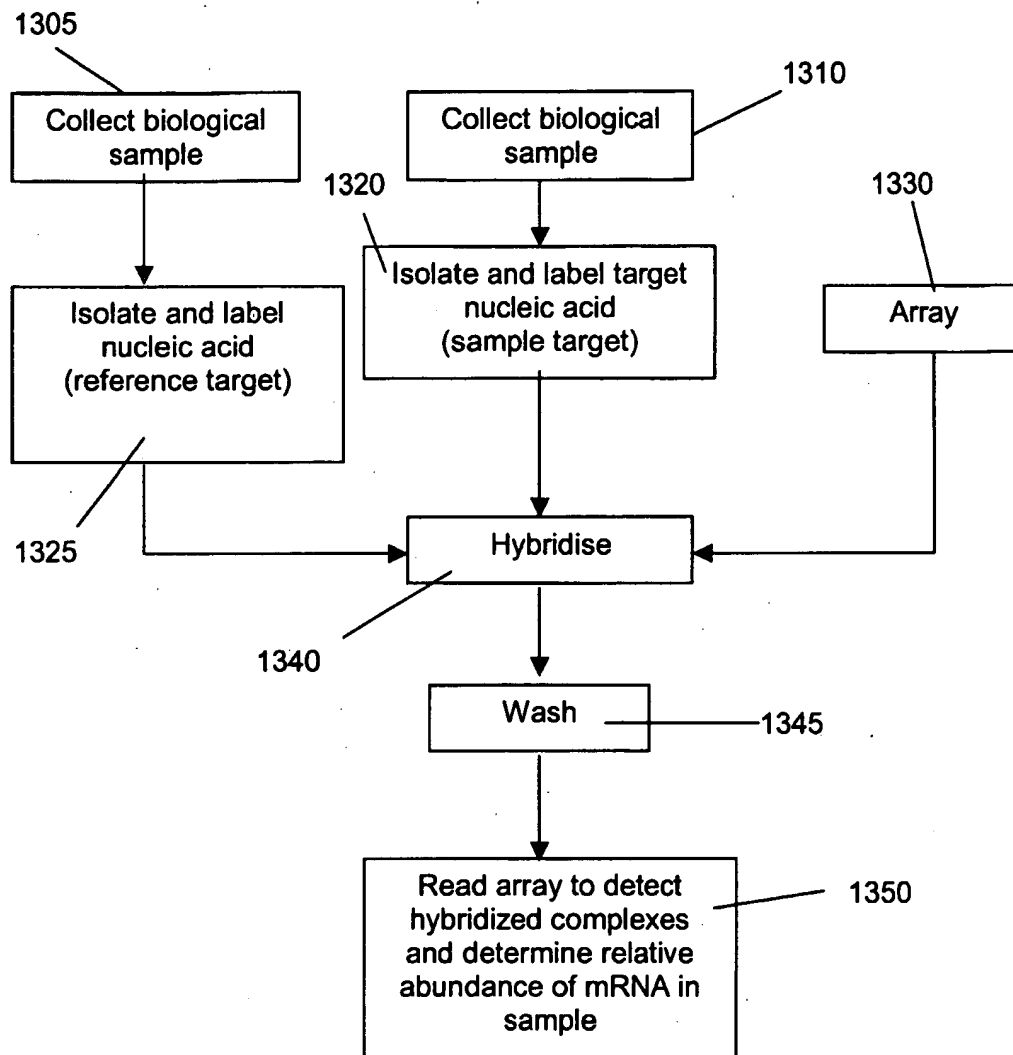 1305
1310
Collect biological
sample
Collect biological
sample
1320
1330
Isolate and label
nucleic acid
(reference target)
Isolate and label target
nucleic acid
(sample target)
Array
1325
Hybridise
1340
Wash
1345
Read array to detect
hybridized complexes
and determine relative
abundance of mRNA in
sample
1350